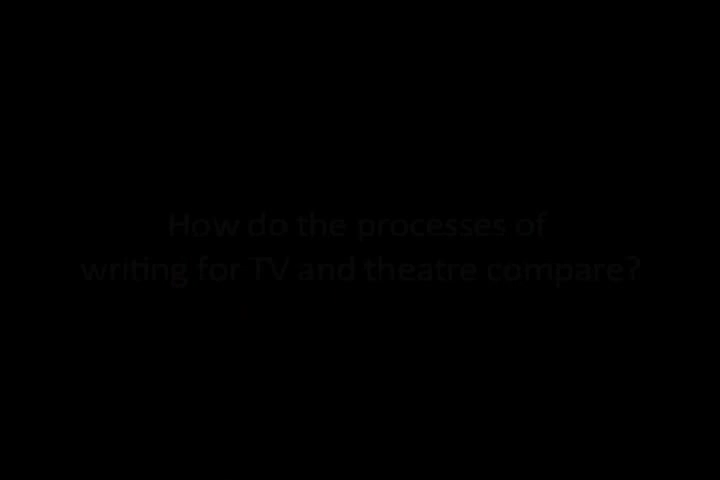 How do the processes of
writing for TV and theatre compare?